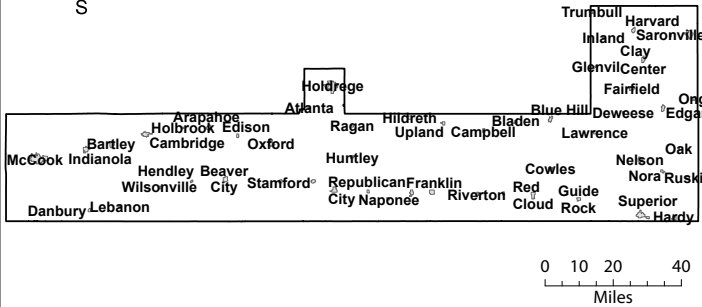 S
Trumbull
Harvard
Inland Saronville
Clay
Center
Glenvil
Fairfield
Holdrege
Atlanta
Ong
Blue Hill Deweese Edgar
Arapahoe
Holbrook Edison
Hildreth
Ragan Upland Campbell
Bladen
Lawrence
Bartley Cambridge Oxford
McCook Indianola
Huntley
Oak
Nelson
Nora Ruski
Hendley Beaver
City
Wilsonville Stamford
Republican
City
Franklin
Naponee
Riverton
Cowles
Red
Cloud
Guide
Rock
Superior
Hardy
Danbury Lebanon
0 10 20 40
Miles